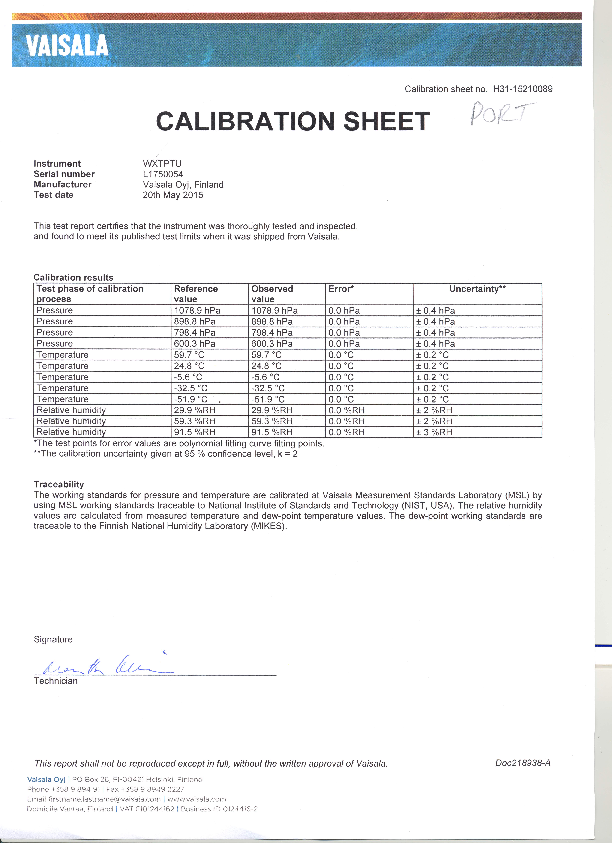 VAISALA
Calibration sheet no. H31-15210089
CALIBRATION SHEET
PORT
Instrument WXTPTU
Serial number L1750054
Manufacturer Vaisala Oyj, Finland
Test date 20th May 2015
This test report certifies that the instrument was thoroughly tested and inspected
and found to meet its published test limits when it was shipped from Vaisala.
Calibration results
Test phase of calibration process Reference value Observed value Error* Uncertainty**
Pressure 1078.9 hPa 1078.9 hPa 0.0 hPa ± 0.4 hPa
Pressure 898.8 hPa 898.8 hPa 0.0 hPa ± 0.4 hPa
Pressure 798.4 hPa 798.4 hPa 0.0 hPa ± 0.4 hPa
Pressure 600.3 hPa 600.3 hPa 0.0 hPa ± 0.4 hPa
Temperature 59.7 °C 59.7 °C 0.0 °C ± 0.2 °C
Temperature 24.8 °C 24.8 °C 0.0 °C ± 0.2 °C
Temperature -5.6 °C -5.6 °C 0.0 °C ± 0.2 °C
Temperature -32.5 °C -32.5 °C 0.0 °C ± 0.2 °C
Temperature -51.9 °C -51.9 °C 0.0 °C ± 0.2 °C
Relative humidity 29.9 %RH 29.9 %RH 0.0 %RH ± 2 %RH
Relative humidity 59.3 %RH 59.3 %RH 0.0 %RH ± 2 %RH
Relative humidity 91.5 %RH 91.5 %RH 0.0 %RH ± 3 %RH
*The test points for error values are polynomial fitting curve fitting points.
**The calibration uncertainty given at 95 % confidence level, k = 2
Traceability
The working standards for pressure and temperature are calibrated at Vaisala Measurement Standards Laboratory (MSL) by
using MSL working standards traceable to National Institute of Standards and Technology (NIST, USA). The relative humidity
values are calculated from measured temperature and dew-point temperature values. The dew-point working standards are
traceable to the Finnish National Humidity Laboratory (MIKES).
Signature
Technician
This report shall not be reproduced except in full, without the written approval of Vaisala. Doc218938-A
Vaisala Oyj | PO Box 26, FI-00421 Helsinki, Finland
Phone +358 9 894 91 | Fax +358 9 8949 2227
Email firstname.lastname@vaisala.com | www.vaisala.com
Domicile Vantaa, Finland | VAT | Business ID